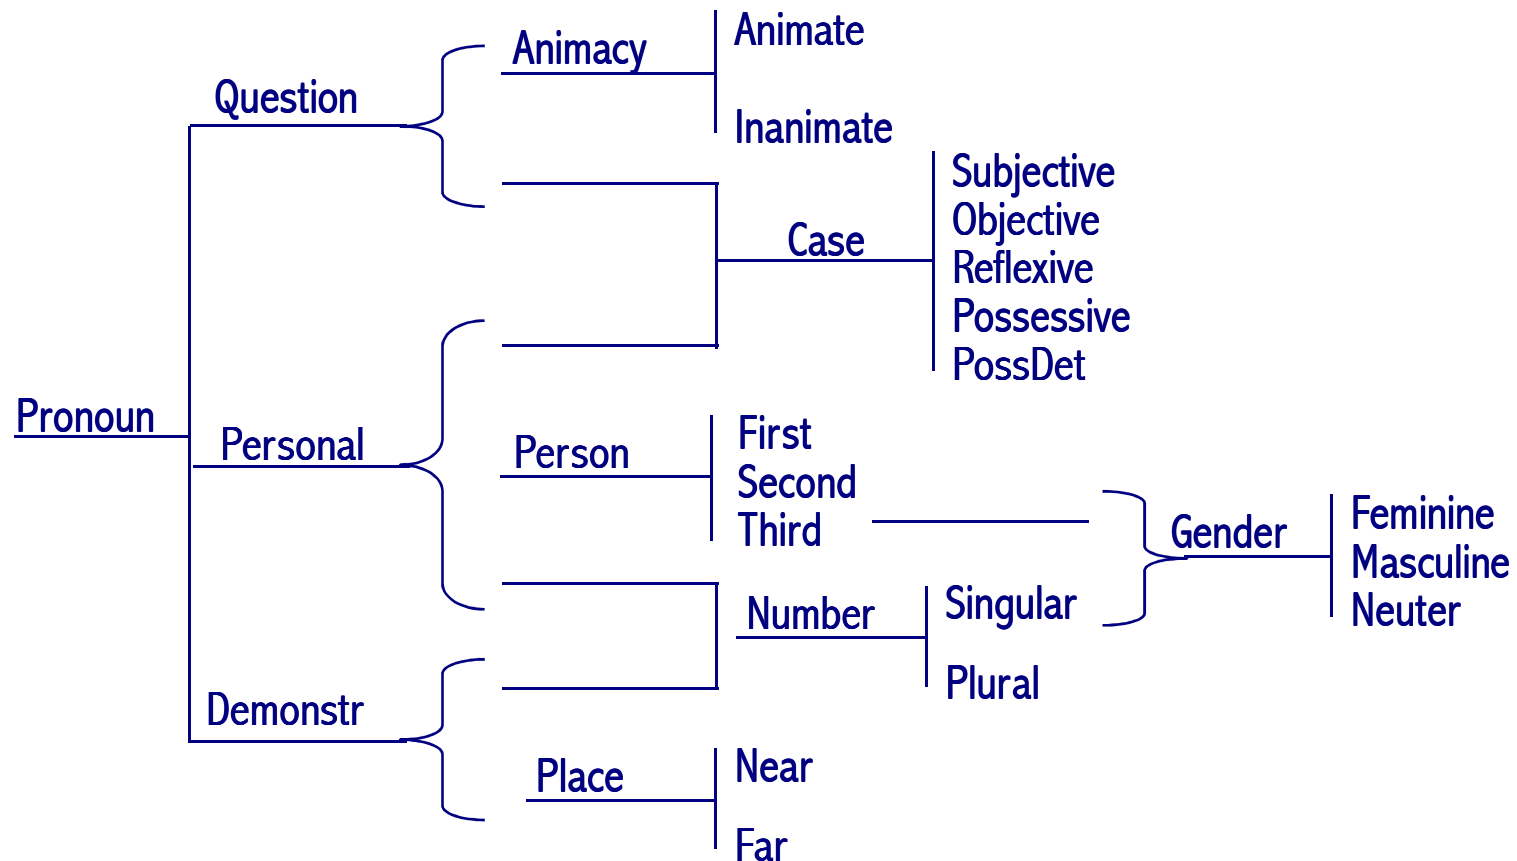 Pronoun
Question
Animacy
Animate
Inanimate
Case
Subjective
Objective
Reflexive
Possessive
PossDet
Personal
Person
First
Second
Third
Number
Singular
Plural
Gender
Feminine
Masculine
Neuter
Demonstr
Place
Near
Far